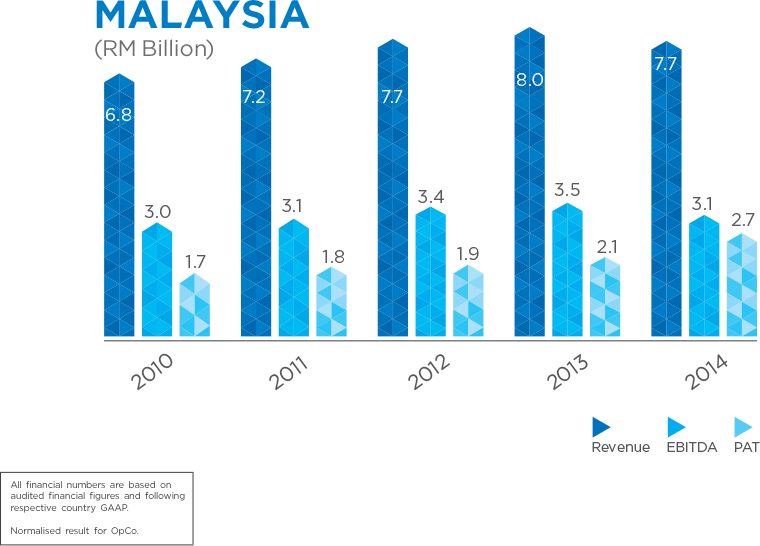 MALAYSIA
(RM Billion)
6.8
3.0
1.7
7.2
3.1
1.8
7.7
3.4
1.9
8.0
3.5
2.1
7.7
3.1
2.7
2010
2011
2012
2013
2014
Revenue
EBITDA
PAT
All financial numbers are based on
audited financial figures and following
respective country GAAP.
Normalised result for OpCo.